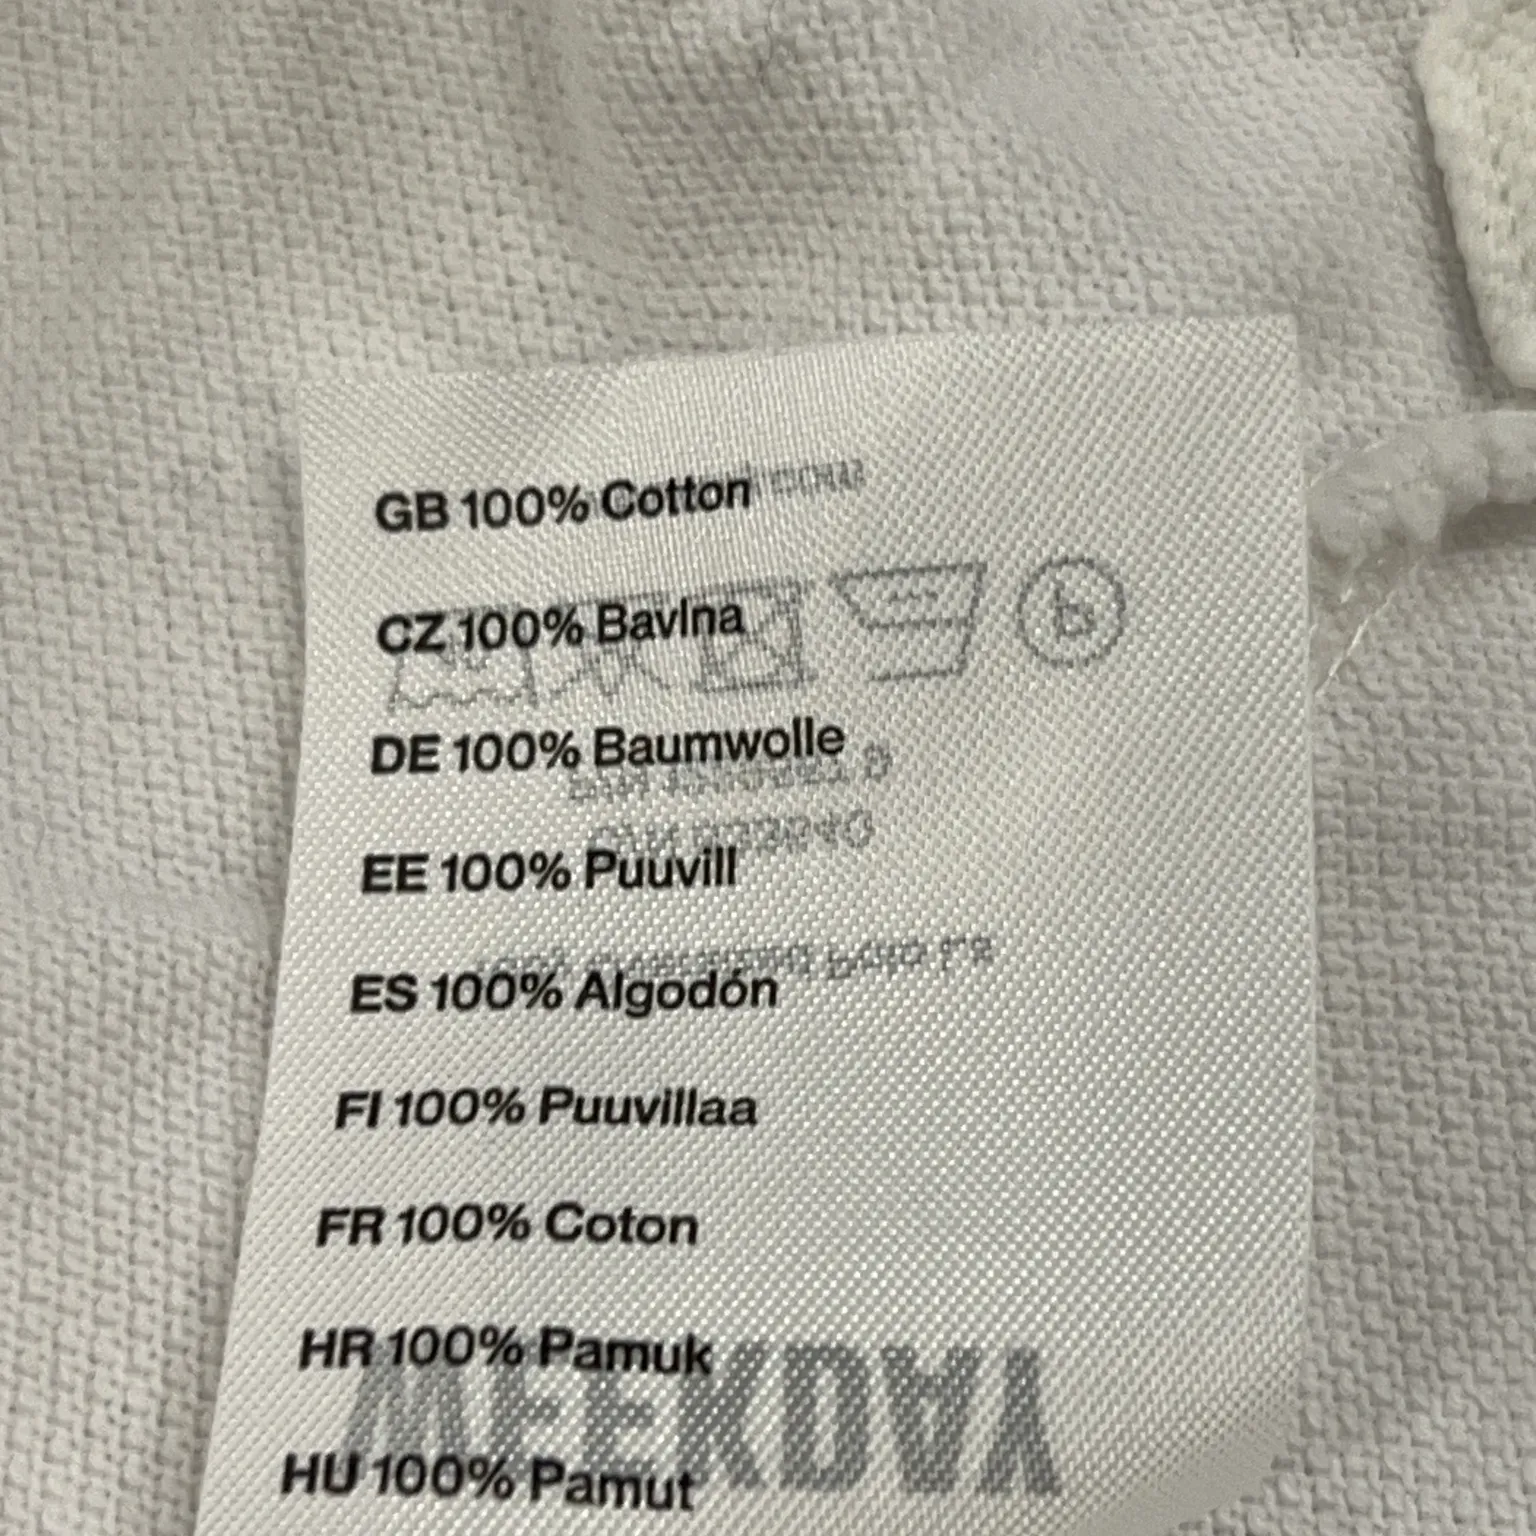 GB 100% Cotton
CZ 100% Bavlna
DE 100% Baumwolle
EE 100% Puuvill
ES 100% Algodón
FI 100% Puuvillaa
FR 100% Coton
HR 100% Pamuk
WEEKDAY
HU 100% Pamut